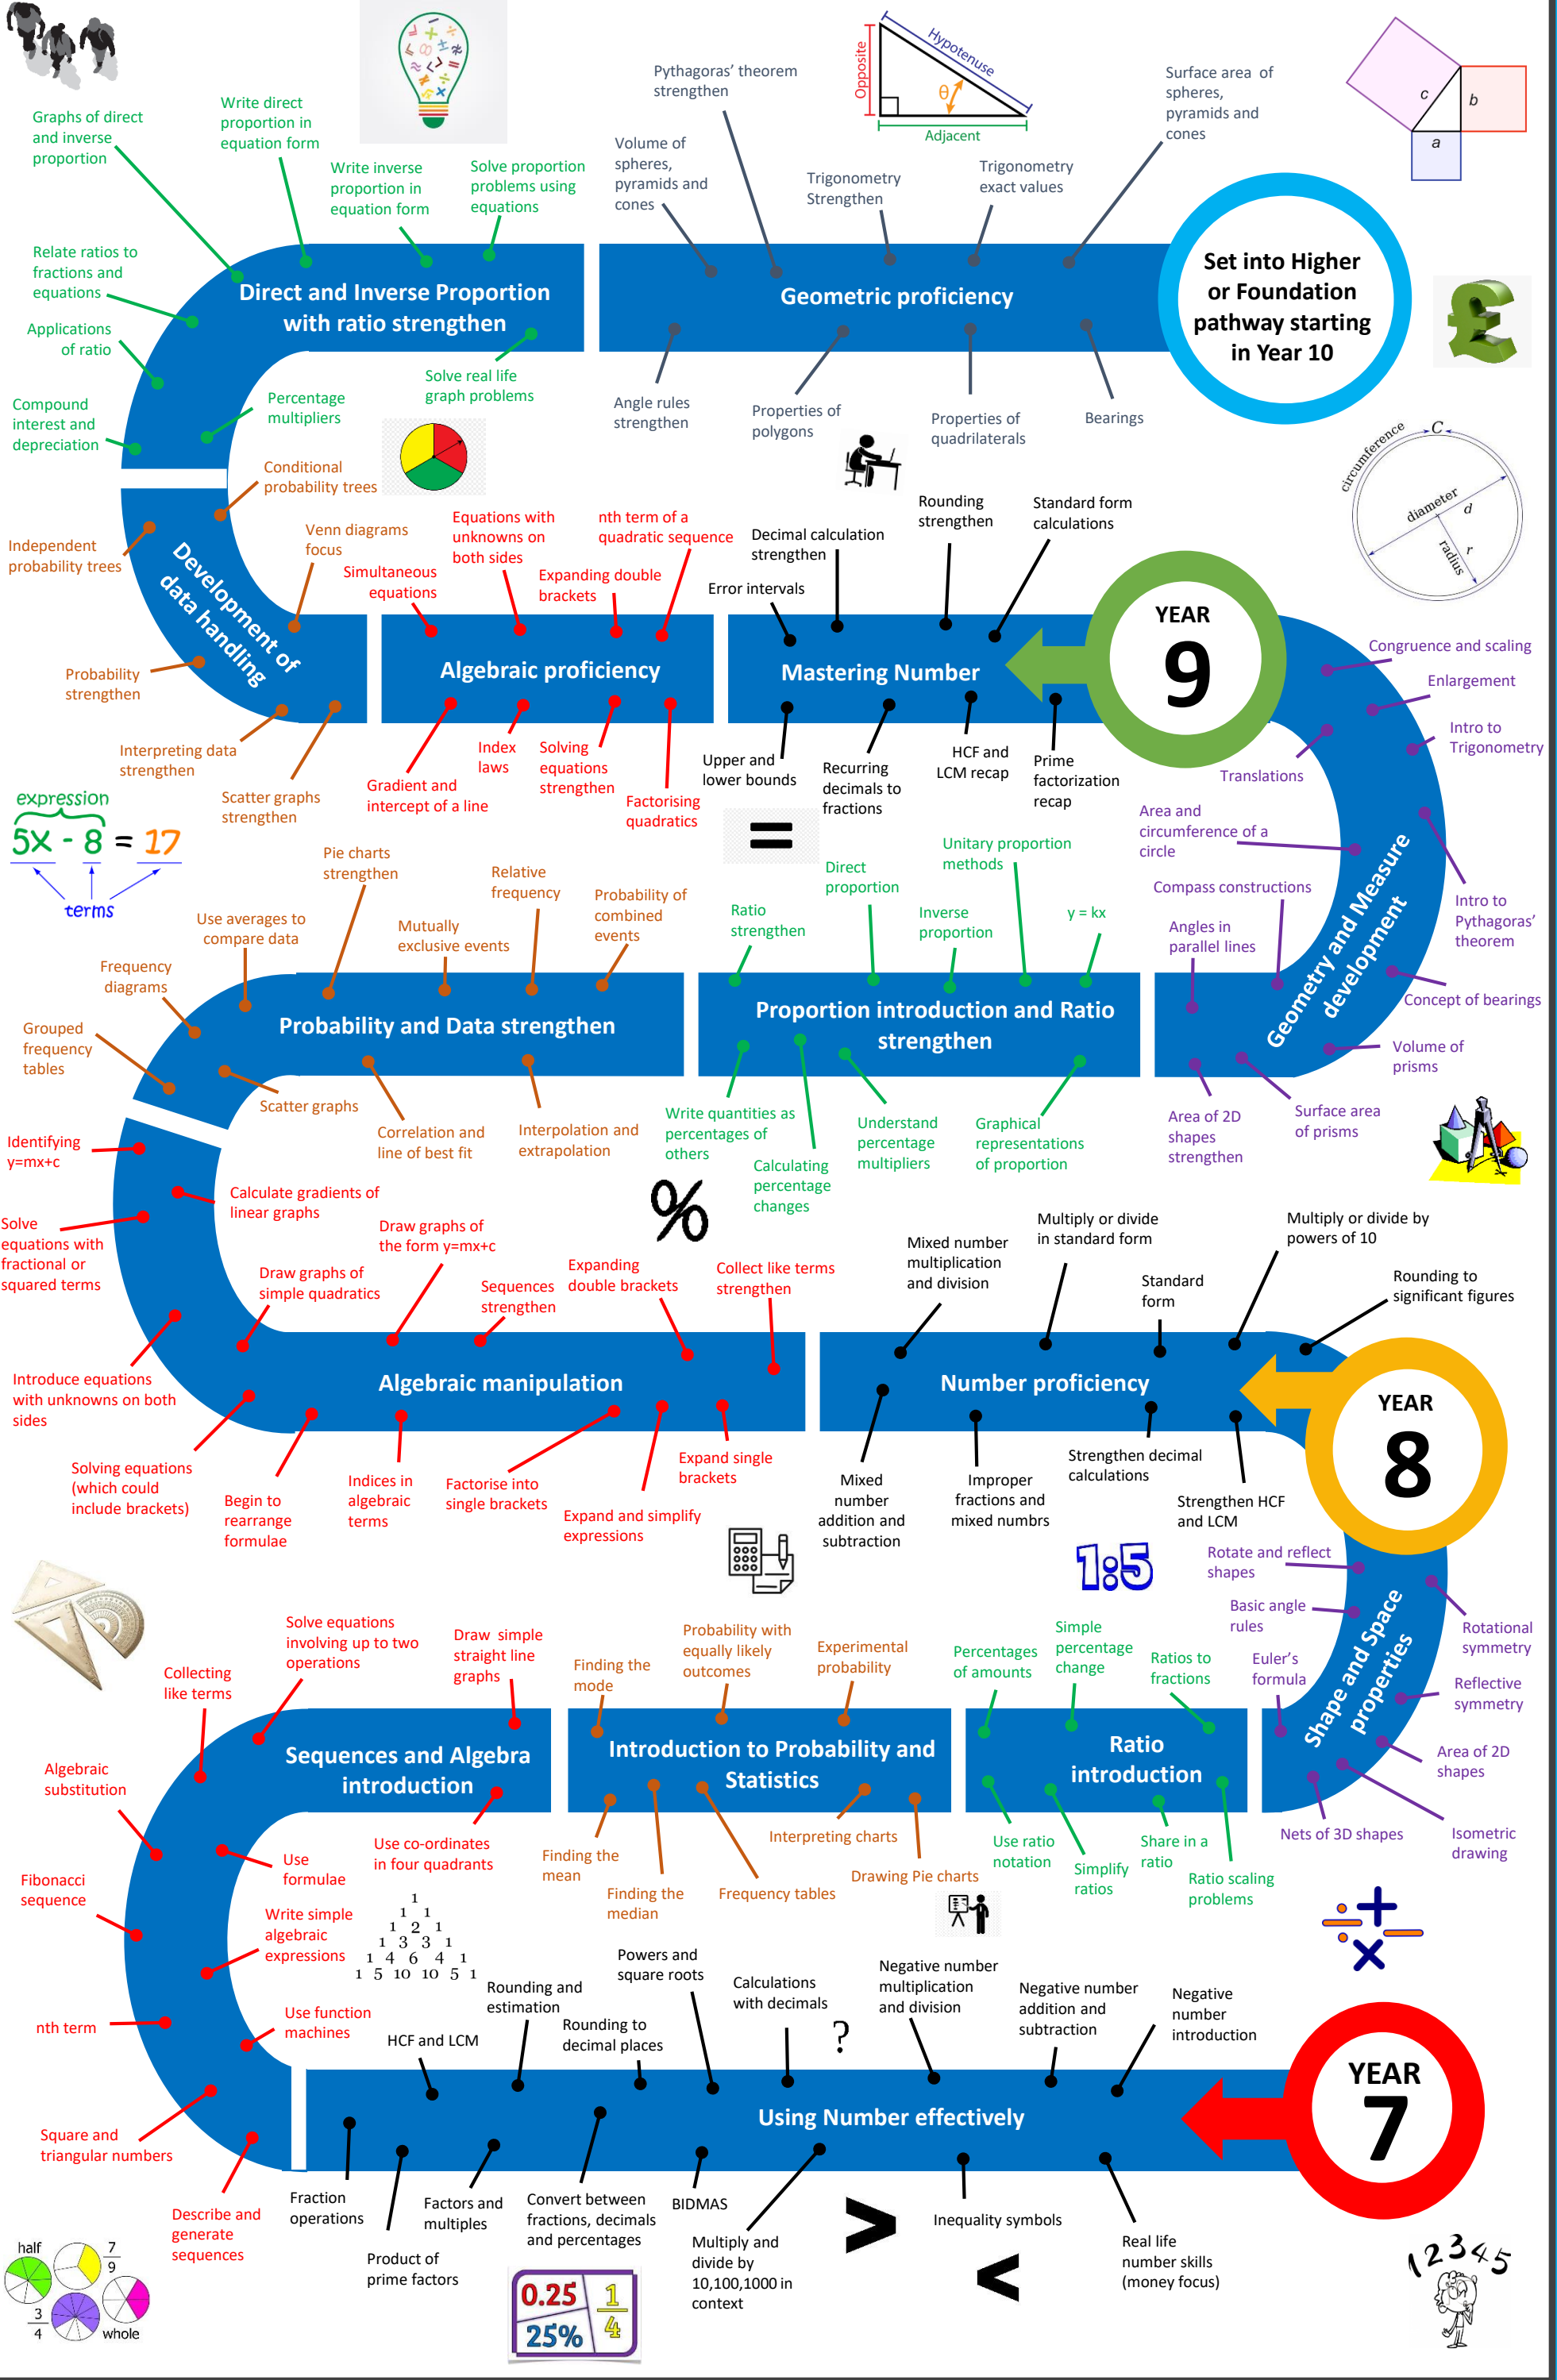 Graphs of direct
and inverse
proportion
Write direct
proportion in
equation form
Write inverse
proportion in
equation form
Solve proportion
problems using
equations
Pythagoras' theorem
strengthen
Volume of
spheres,
pyramids and
cones
Opposite
Hypotenuse
θ
Adjacent
Trigonometry
Strengthen
Trigonometry
exact values
Surface area of
spheres,
pyramids and
cones
c
b
a
Relate ratios to
fractions and
equations
Applications
of ratio
Compound
interest and
depreciation
Direct and Inverse Proportion
with ratio strengthen
Geometric proficiency
Set into Higher
or Foundation
pathway starting
in Year 10
£
Percentage
multipliers
Solve real life
graph problems
Angle rules
strengthen
Properties of
polygons
Properties of
quadrilaterals
Bearings
circumference
C
diameter
d
radius
r
Conditional
probability trees
Independent
probability trees
Venn diagrams
focus
Development of
data handling
Probability
strengthen
Interpreting data
strengthen
Scatter graphs
strengthen
Simultaneous
equations
Equations with
unknowns on
both sides
Expanding double
brackets
nth term of a
quadratic sequence
Algebraic proficiency
Gradient and
intercept of a line
Index
laws
Solving
equations
strengthen
Factorising
quadratics
Error intervals
Decimal calculation
strengthen
Rounding
strengthen
Standard form
calculations
Mastering Number
Upper and
lower bounds
Recurring
decimals to
fractions
HCF and
LCM recap
Prime
factorization
recap
YEAR
9
Congruence and scaling
Enlargement
Intro to
Trigonometry
Translations
Area and
circumference of a
circle
Compass constructions
Angles in
parallel lines
Intro to
Pythagoras'
theorem
Concept of bearings
Volume of
prisms
Geometry and Measure
development
Area of 2D
shapes
strengthen
Surface area
of prisms
expression
5x - 8 = 17
terms
=
Pie charts
strengthen
Use averages to
compare data
Frequency
diagrams
Grouped
frequency
tables
Mutually
exclusive events
Relative
frequency
Probability of
combined
events
Probability and Data strengthen
Scatter graphs
Correlation and
line of best fit
Interpolation and
extrapolation
Ratio
strengthen
Direct
proportion
Inverse
proportion
Unitary proportion
methods
y = kx
Proportion introduction and Ratio
strengthen
Write quantities as
percentages of
others
Calculating
percentage
changes
Understand
percentage
multipliers
Graphical
representations
of proportion
%
Identifying
y=mx+c
Calculate gradients of
linear graphs
Solve
equations with
fractional or
squared terms
Draw graphs of
simple quadratics
Draw graphs of
the form y=mx+c
Sequences
strengthen
Expanding
double brackets
Collect like terms
strengthen
Introduce equations
with unknowns on both
sides
Algebraic manipulation
Solving equations
(which could
include brackets)
Begin to
rearrange
formulae
Indices in
algebraic
terms
Factorise into
single brackets
Expand and simplify
expressions
Expand single
brackets
Mixed number
multiplication
and division
Multiply or divide
in standard form
Standard
form
Multiply or divide by
powers of 10
Rounding to
significant figures
Number proficiency
Mixed
number
addition and
subtraction
Improper
fractions and
mixed numbrs
Strengthen decimal
calculations
Strengthen HCF
and LCM
YEAR
8
1:5
Rotate and reflect
shapes
Basic angle
rules
Euler's
formula
Rotational
symmetry
Reflective
symmetry
Area of 2D
shapes
Shape and Space
properties
Nets of 3D shapes
Isometric
drawing
Solve equations
involving up to two
operations
Draw simple
straight line
graphs
Collecting
like terms
Algebraic
substitution
Sequences and Algebra
introduction
Use co-ordinates
in four quadrants
Use
formulae
Fibonacci
sequence
Write simple
algebraic
expressions
nth term
Use function
machines
Square and
triangular numbers
Describe and
generate
sequences
Finding the
mode
Probability with
equally likely
outcomes
Experimental
probability
Introduction to Probability and
Statistics
Finding the
mean
Finding the
median
Frequency tables
Interpreting charts
Drawing Pie charts
Percentages
of amounts
Simple
percentage
change
Ratios to
fractions
Ratio
introduction
Use ratio
notation
Simplify
ratios
Share in a
ratio
Ratio scaling
problems
1
1 1
1 2 1
1 3 3 1
1 4 6 4 1
1 5 10 10 5 1
HCF and LCM
Rounding and
estimation
Rounding to
decimal places
Powers and
square roots
Calculations
with decimals
?
Negative number
multiplication
and division
Negative number
addition and
subtraction
Negative
number
introduction
÷ + − ×
Using Number effectively
YEAR
7
Fraction
operations
Product of
prime factors
Factors and
multiples
Convert between
fractions, decimals
and percentages
BIDMAS
Multiply and
divide by
10,100,1000 in
context
>
<
Inequality symbols
Real life
number skills
(money focus)
half
7
9
3
4
whole
0.25
1
4
25%
1 2 3 4 5